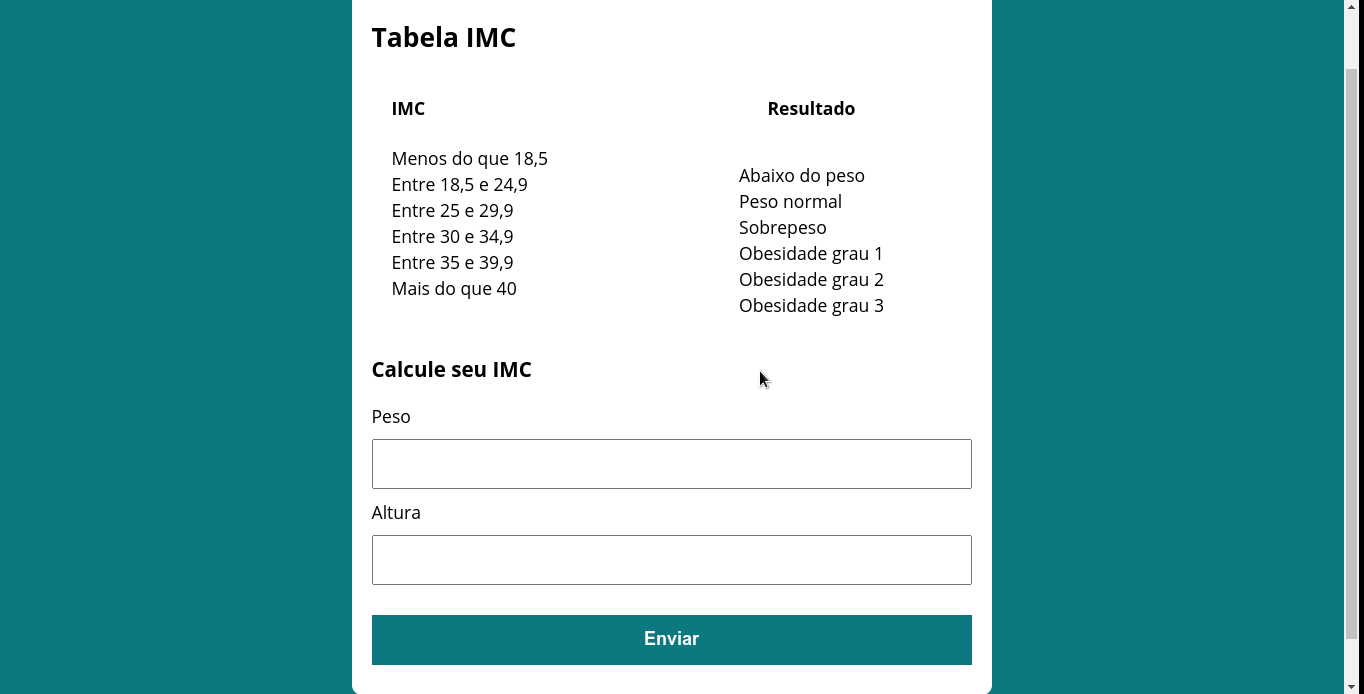 Tabela IMC
IMC
Resultado
Menos do que 18,5
Entre 18,5 e 24,9
Entre 25 e 29,9
Entre 30 e 34,9
Entre 35 e 39,9
Mais do que 40
Abaixo do peso
Peso normal
Sobrepeso
Obesidade grau 1
Obesidade grau 2
Obesidade grau 3
Calcule seu IMC
Peso
Altura
Enviar